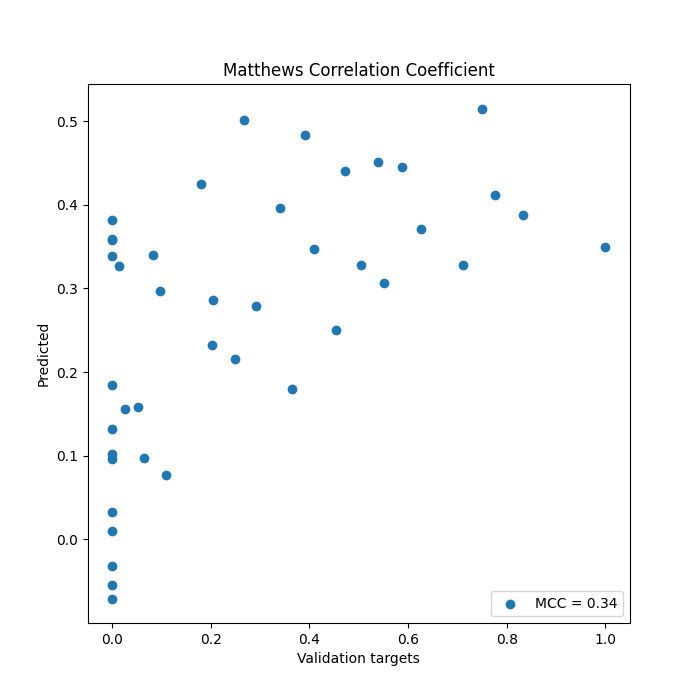 Matthews Correlation Coefficient
Predicted
0.5
0.4
0.3
0.2
0.1
0.0
MCC = 0.34
0.0 0.2 0.4 0.6 0.8 1.0
Validation targets